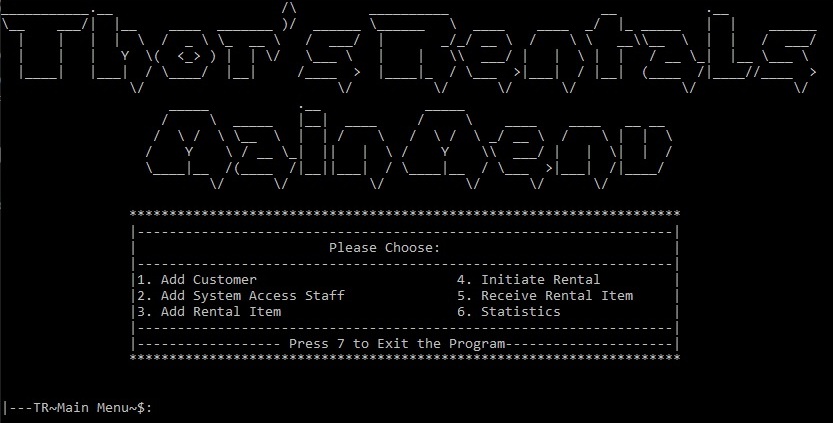 Thor's Rentals
Main Menu
Please Choose:
1. Add Customer 4. Initiate Rental
2. Add System Access Staff 5. Receive Rental Item
3. Add Rental Item 6. Statistics
Press 7 to Exit the Program
|---TR~Main Menu~$: